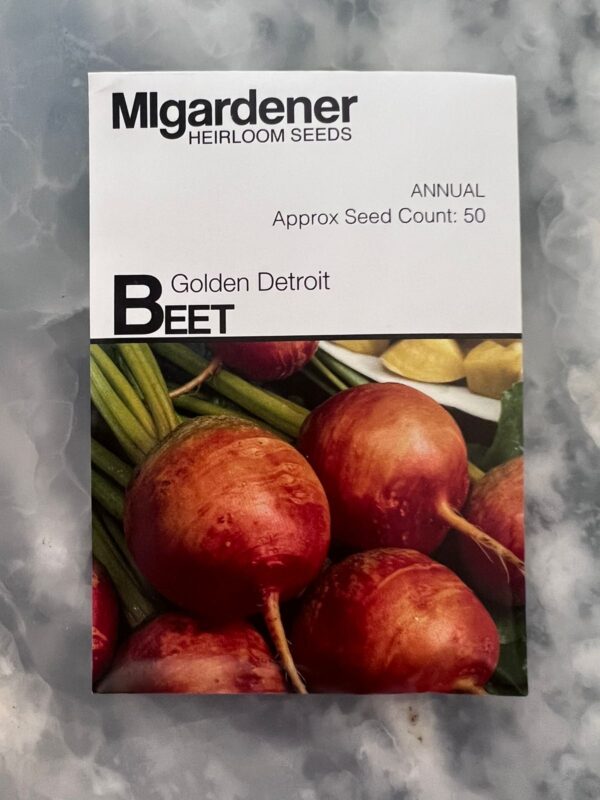 MIgardener
HEIRLOOM SEEDS
ANNUAL
Approx Seed Count: 50
Golden Detroit
BEET